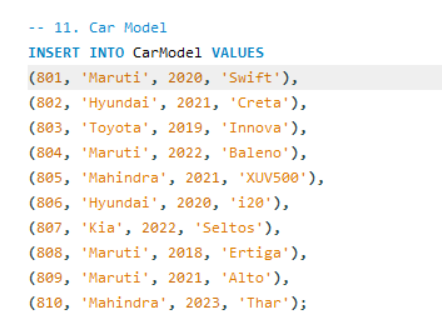 -- 11. Car Model
INSERT INTO CarModel VALUES
(801, 'Maruti', 2020, 'Swift'),
(802, 'Hyundai', 2021, 'Creta'),
(803, 'Toyota', 2019, 'Innova'),
(804, 'Maruti', 2022, 'Baleno'),
(805, 'Mahindra', 2021, 'XUV500'),
(806, 'Hyundai', 2020, 'i20'),
(807, 'Kia', 2022, 'Seltos'),
(808, 'Maruti', 2018, 'Ertiga'),
(809, 'Maruti', 2021, 'Alto'),
(810, 'Mahindra', 2023, 'Thar');